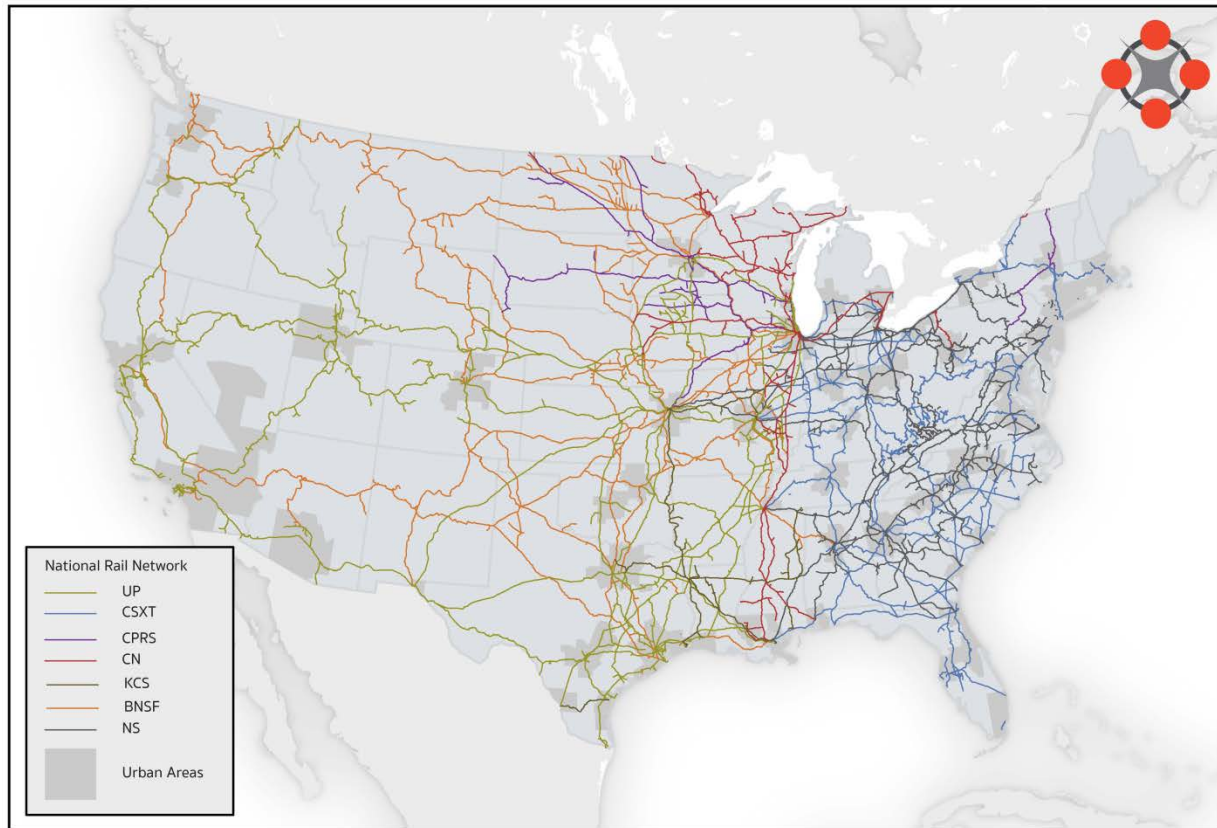 National Rail Network
UP
CSXT
CPRS
CN
KCS
BNSF
NS
Urban Areas